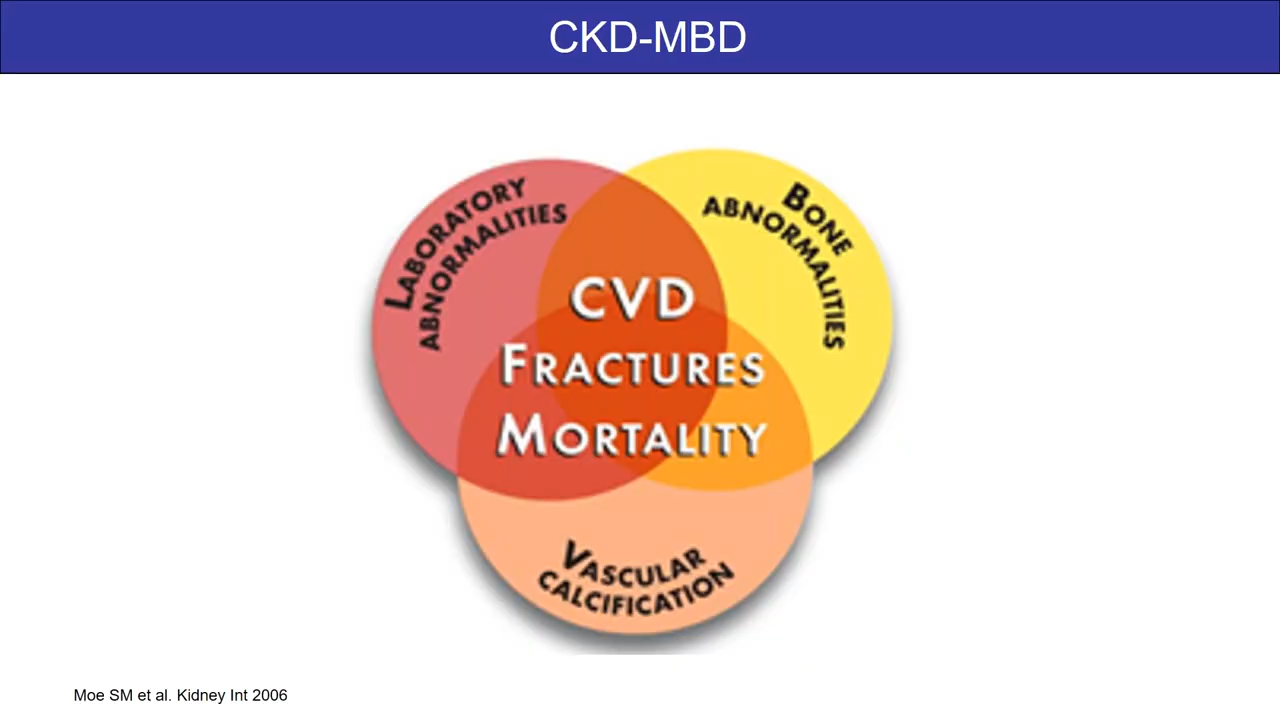 CKD-MBD
LABORATORY
ABNORMALITIES
BONE
ABNORMALITIES
CVD
FRACTURES
MORTALITY
VASCULAR
CALCIFICATION
Moe SM et al. Kidney Int 2006